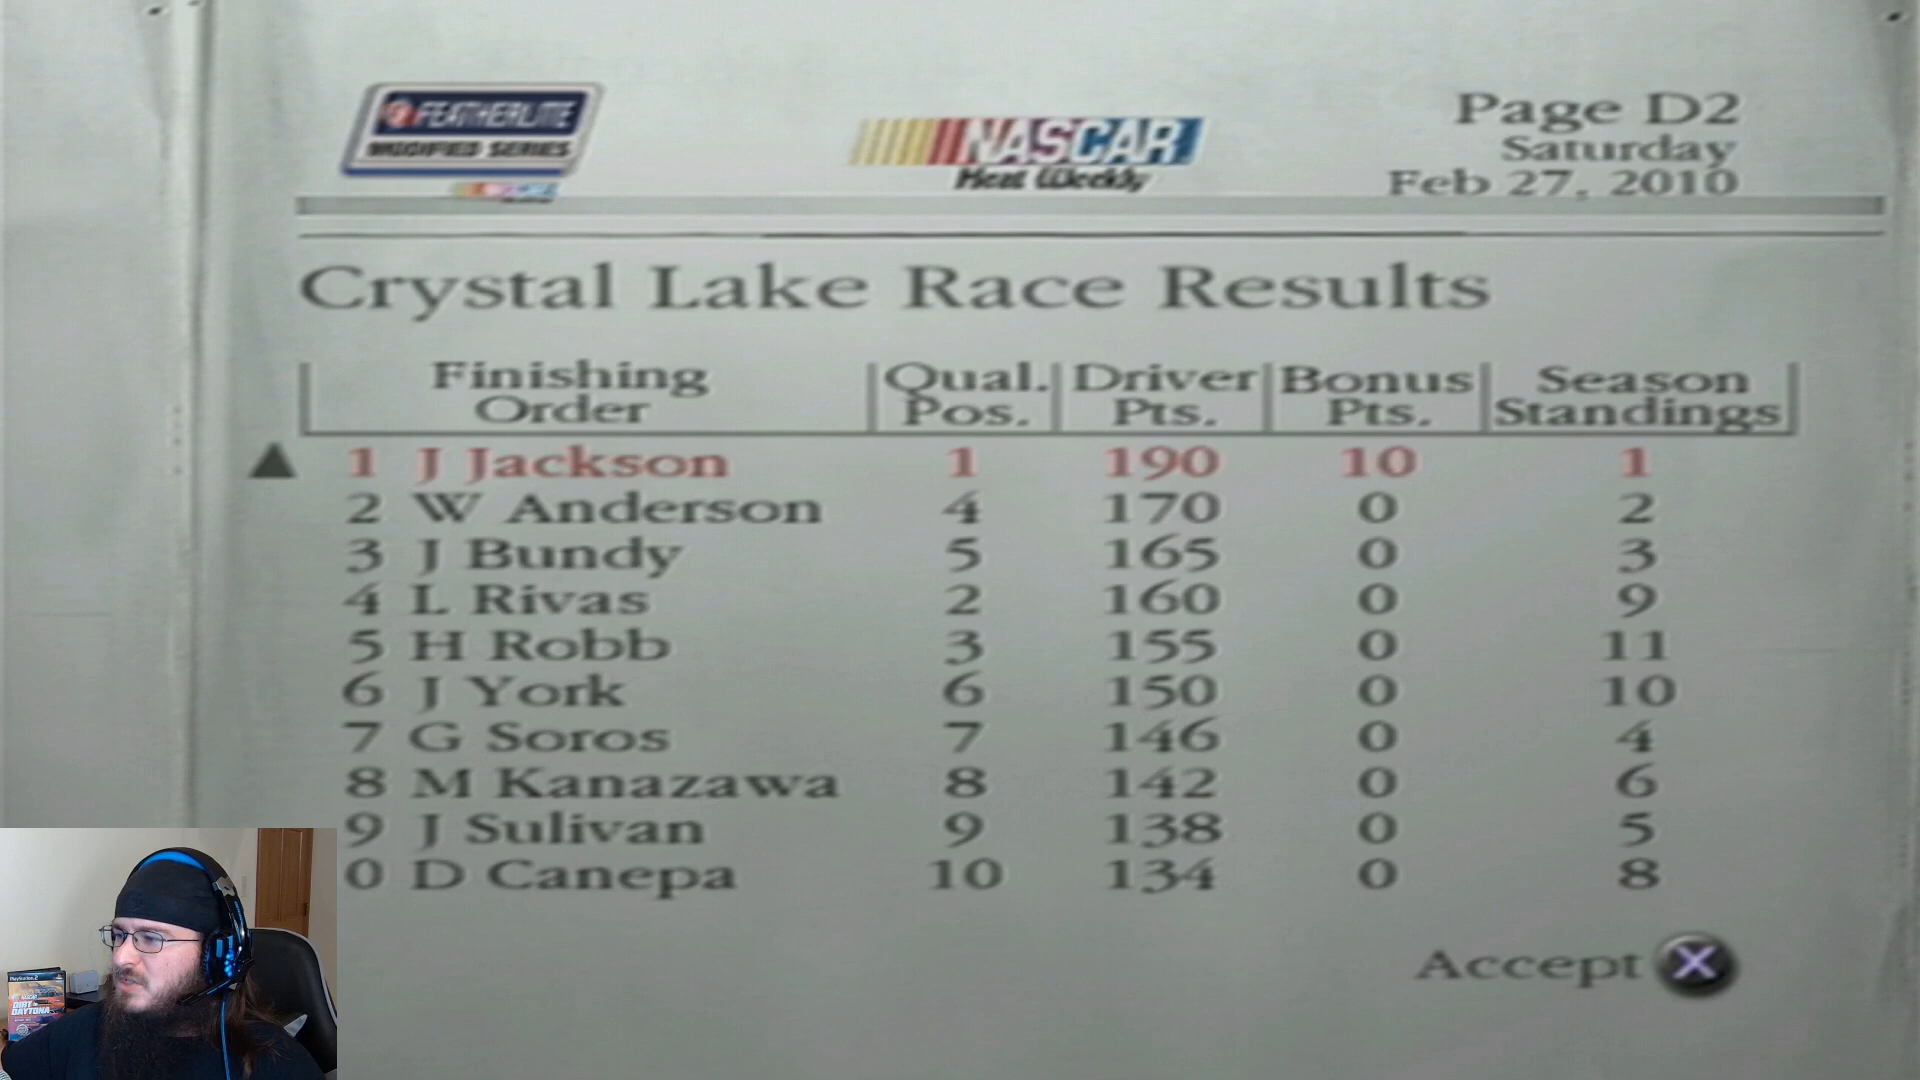 FEATHERLITE
MODIFIED SERIES
NASCAR
Heat Weekly
Page D2
Saturday
Feb 27, 2010
Crystal Lake Race Results
Finishing Order Qual. Pos. Driver Pts. Bonus Pts. Season Standings
1 J Jackson 1 190 10 1
2 W Anderson 4 170 0 2
3 J Bundy 5 165 0 3
4 L Rivas 2 160 0 9
5 H Robb 3 155 0 11
6 J York 6 150 0 10
7 G Soros 7 146 0 4
8 M Kanazawa 8 142 0 6
9 J Sulivan 9 138 0 5
0 D Canepa 10 134 0 8
Accept X
PlayStation 2
DIRT
DAYTONA